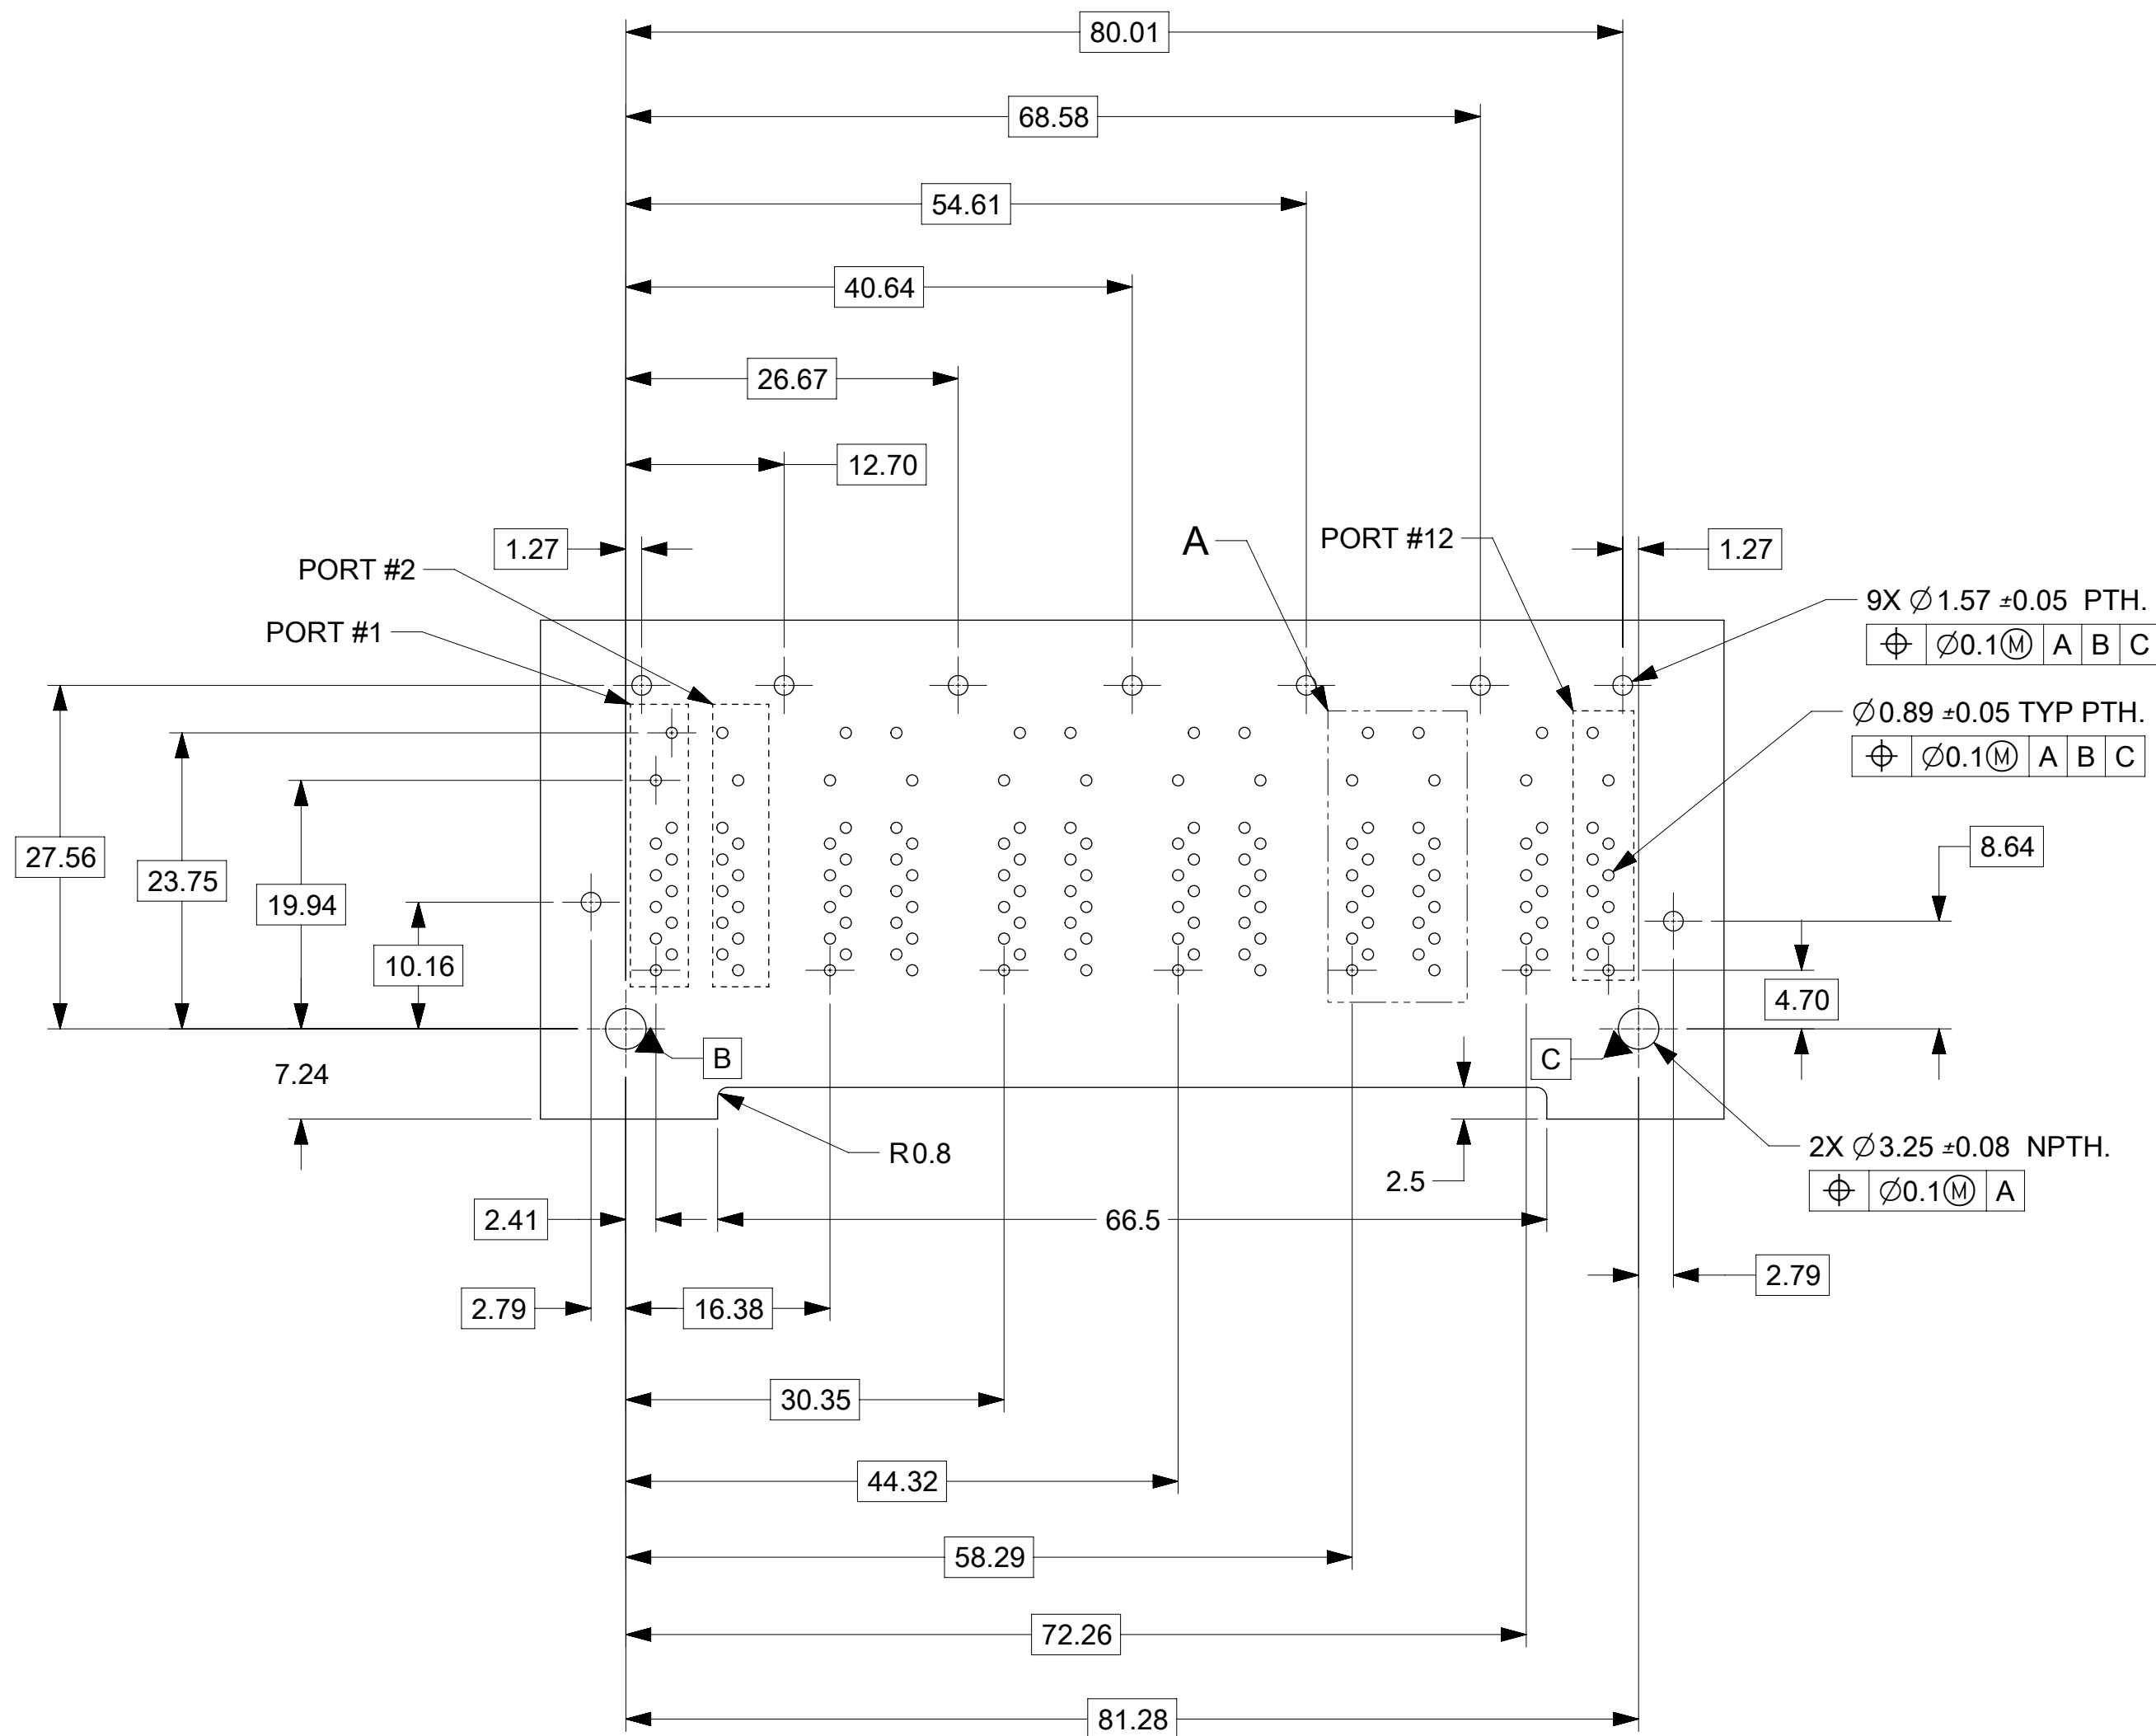 80.01
68.58
54.61
40.64
26.67
12.70
1.27
A
PORT #12
1.27
PORT #2
PORT #1
9X ⌀1.57 ±0.05 PTH.
⌖ ⌀0.1Ⓜ A B C
⌀0.89 ±0.05 TYP PTH.
⌖ ⌀0.1Ⓜ A B C
27.56
23.75
19.94
10.16
8.64
4.70
7.24
B
C
R0.8
2.5
2X ⌀3.25 ±0.08 NPTH.
⌖ ⌀0.1Ⓜ A
2.41
66.5
2.79
16.38
2.79
30.35
44.32
58.29
72.26
81.28